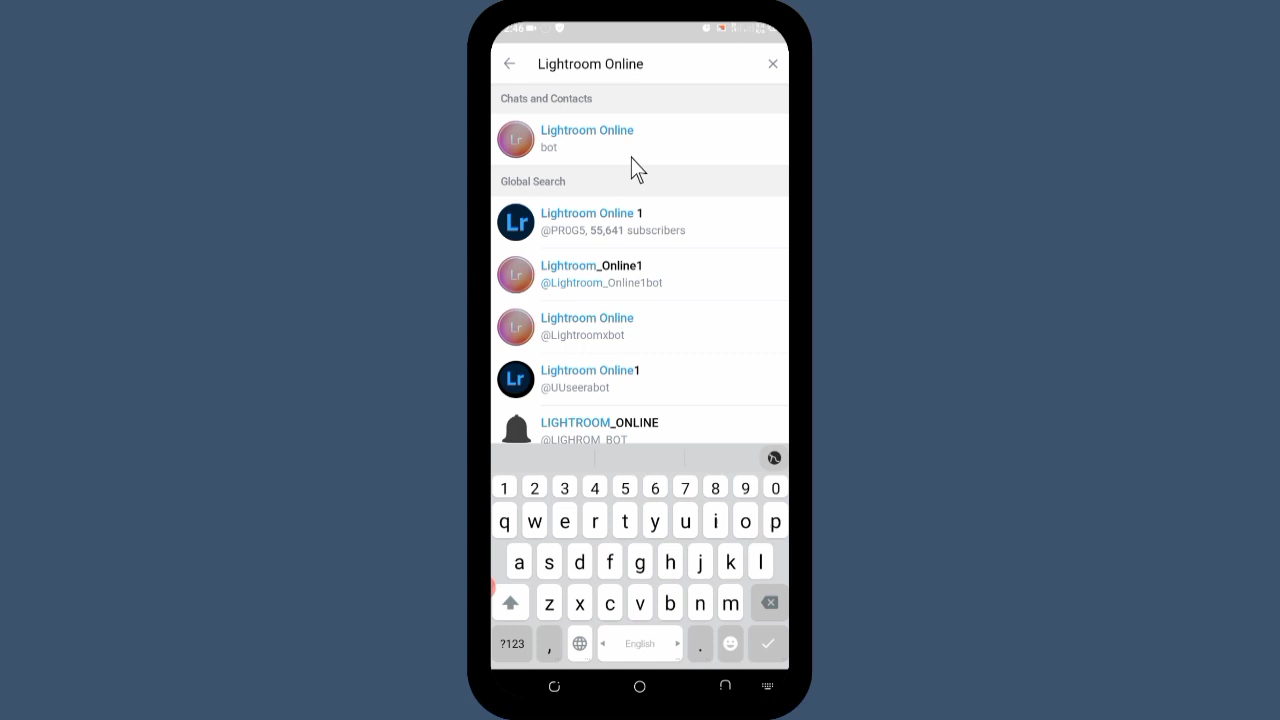 :46
Lightroom Online
Chats and Contacts
Lr
Lightroom Online
bot
Global Search
Lr
Lightroom Online 1
@PR0G5, 55,641 subscribers
Lr
Lightroom_Online1
@Lightroom_Online1bot
Lr
Lightroom Online
@Lightroomxbot
Lr
Lightroom Online1
@UUseerabot
LIGHTROOM_ONLINE
@LIGHROM_BOT
1 2 3 4 5 6 7 8 9 0
q w e r t y u i o p
a s d f g h j k l
z x c v b n m
?123 , English .